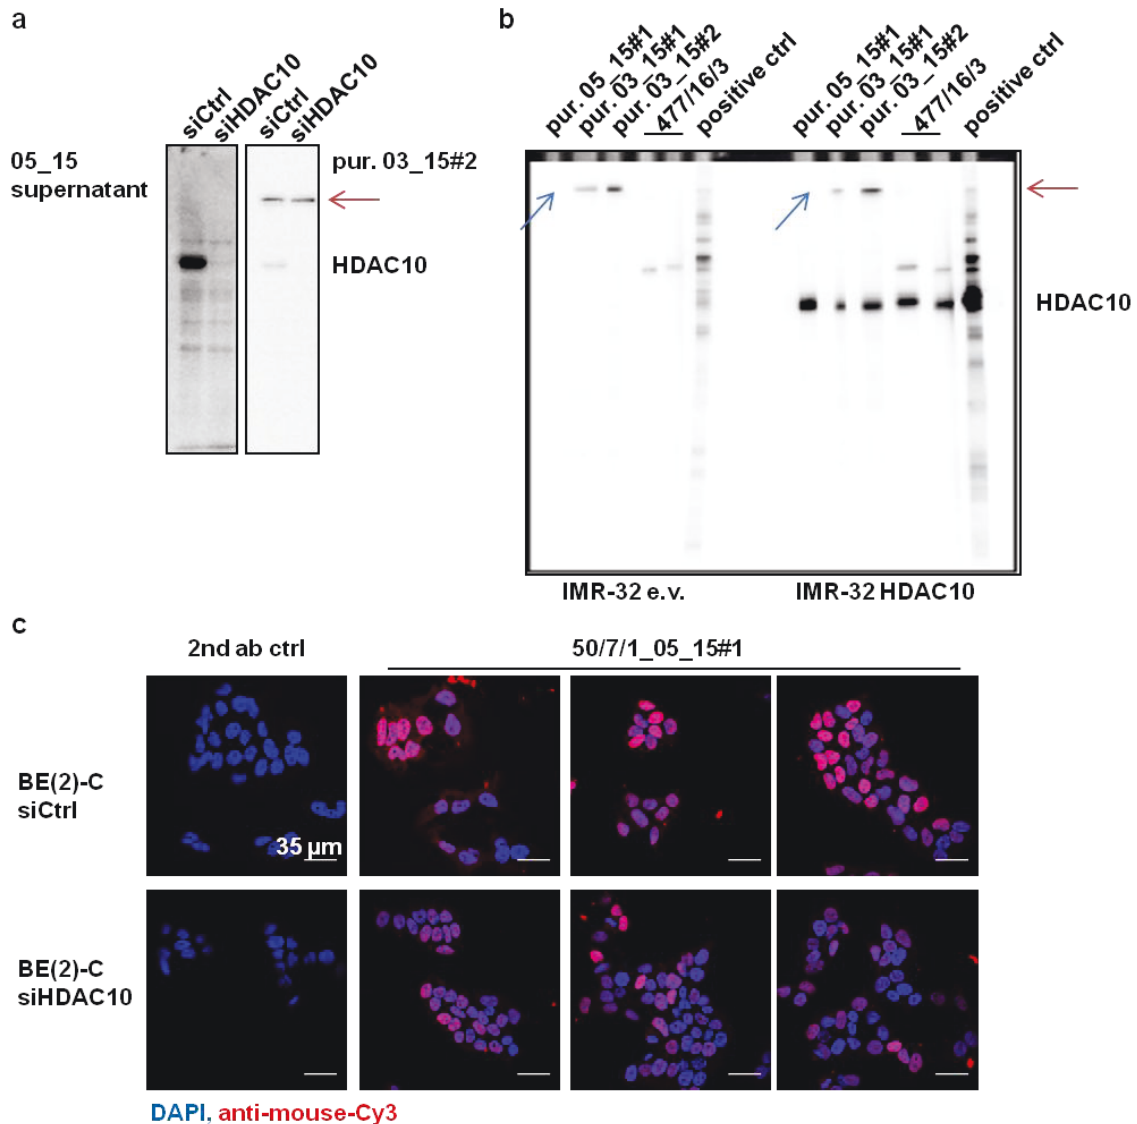 a
siCtrl
siHDAC10
siCtrl
siHDAC10
05_15
supernatant
pur. 03_15#2
HDAC10
b
pur. 05_15#1
pur. 03_15#1
pur. 03_15#2
477/16/3
positive ctrl
pur. 05_15#1
pur. 03_15#1
pur. 03_15#2
477/16/3
positive ctrl
HDAC10
IMR-32 e.v.
IMR-32 HDAC10
c
2nd ab ctrl
50/7/1_05_15#1
BE(2)-C
siCtrl
35 µm
BE(2)-C
siHDAC10
DAPI, anti-mouse-Cy3